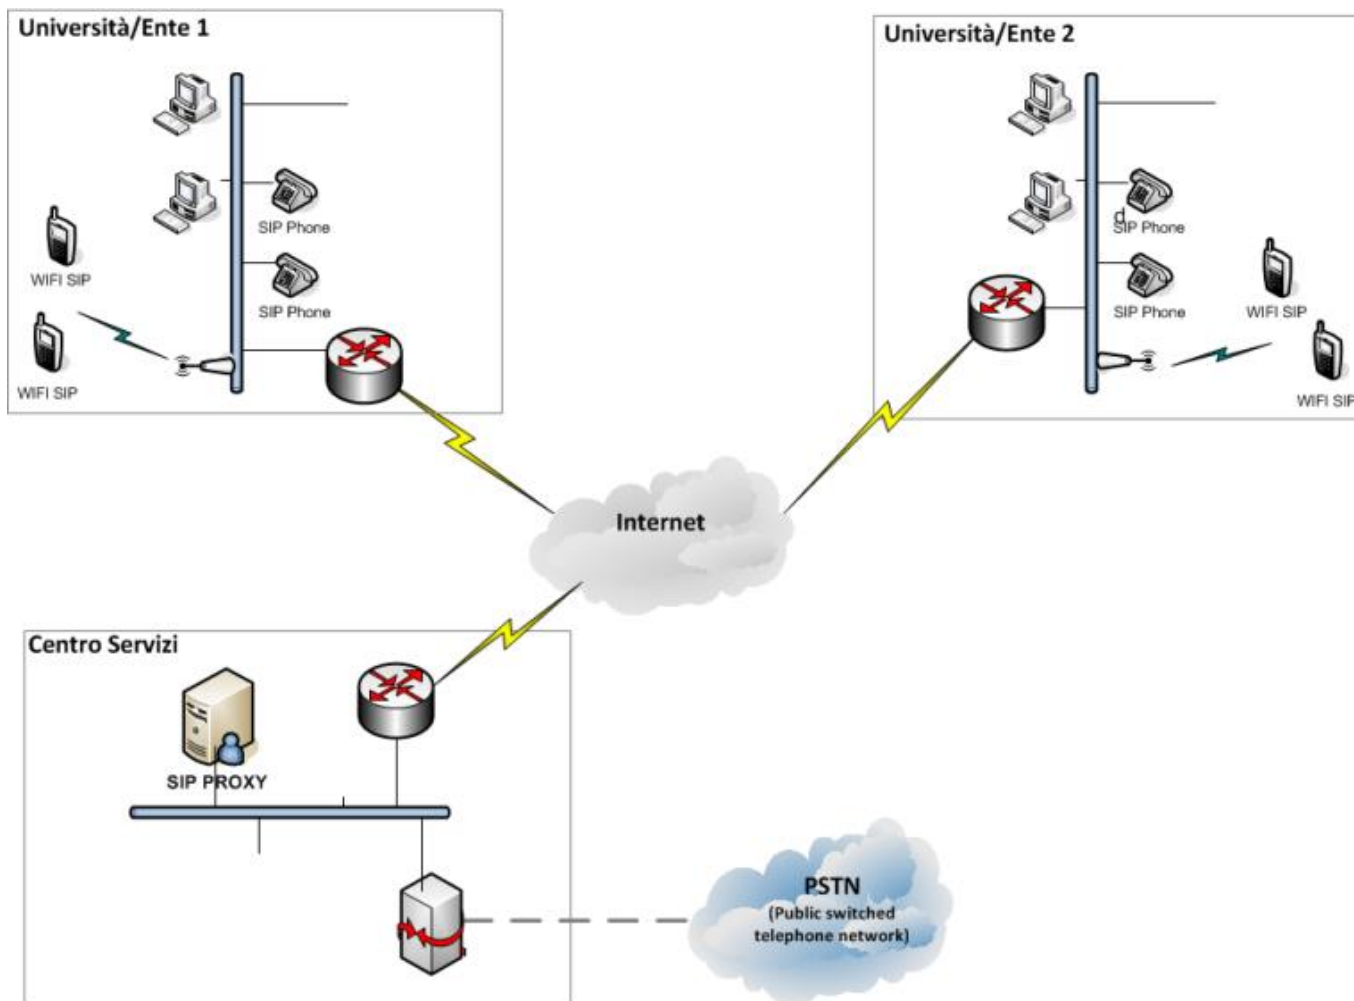 Università/Ente 1
SIP Phone
WIFI SIP
SIP Phone
WIFI SIP
Università/Ente 2
d
SIP Phone
SIP Phone
WIFI SIP
WIFI SIP
Internet
Centro Servizi
SIP PROXY
PSTN
(Public switched
telephone network)